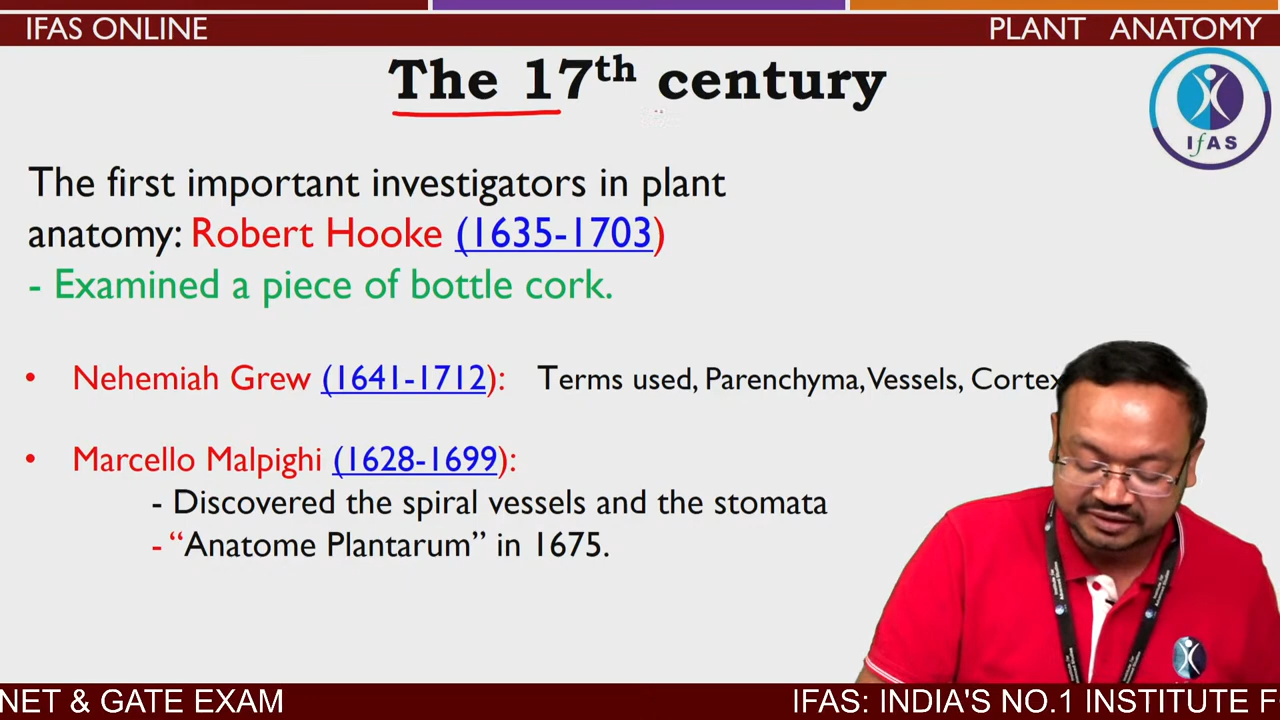 IFAS ONLINE
PLANT ANATOMY
The 17th century
IfAS
The first important investigators in plant
anatomy: Robert Hooke (1635-1703)
- Examined a piece of bottle cork.
• Nehemiah Grew (1641-1712): Terms used, Parenchyma, Vessels, Cortex
• Marcello Malpighi (1628-1699):
- Discovered the spiral vessels and the stomata
- “Anatome Plantarum” in 1675.
NET & GATE EXAM
IFAS: INDIA'S NO.1 INSTITUTE F